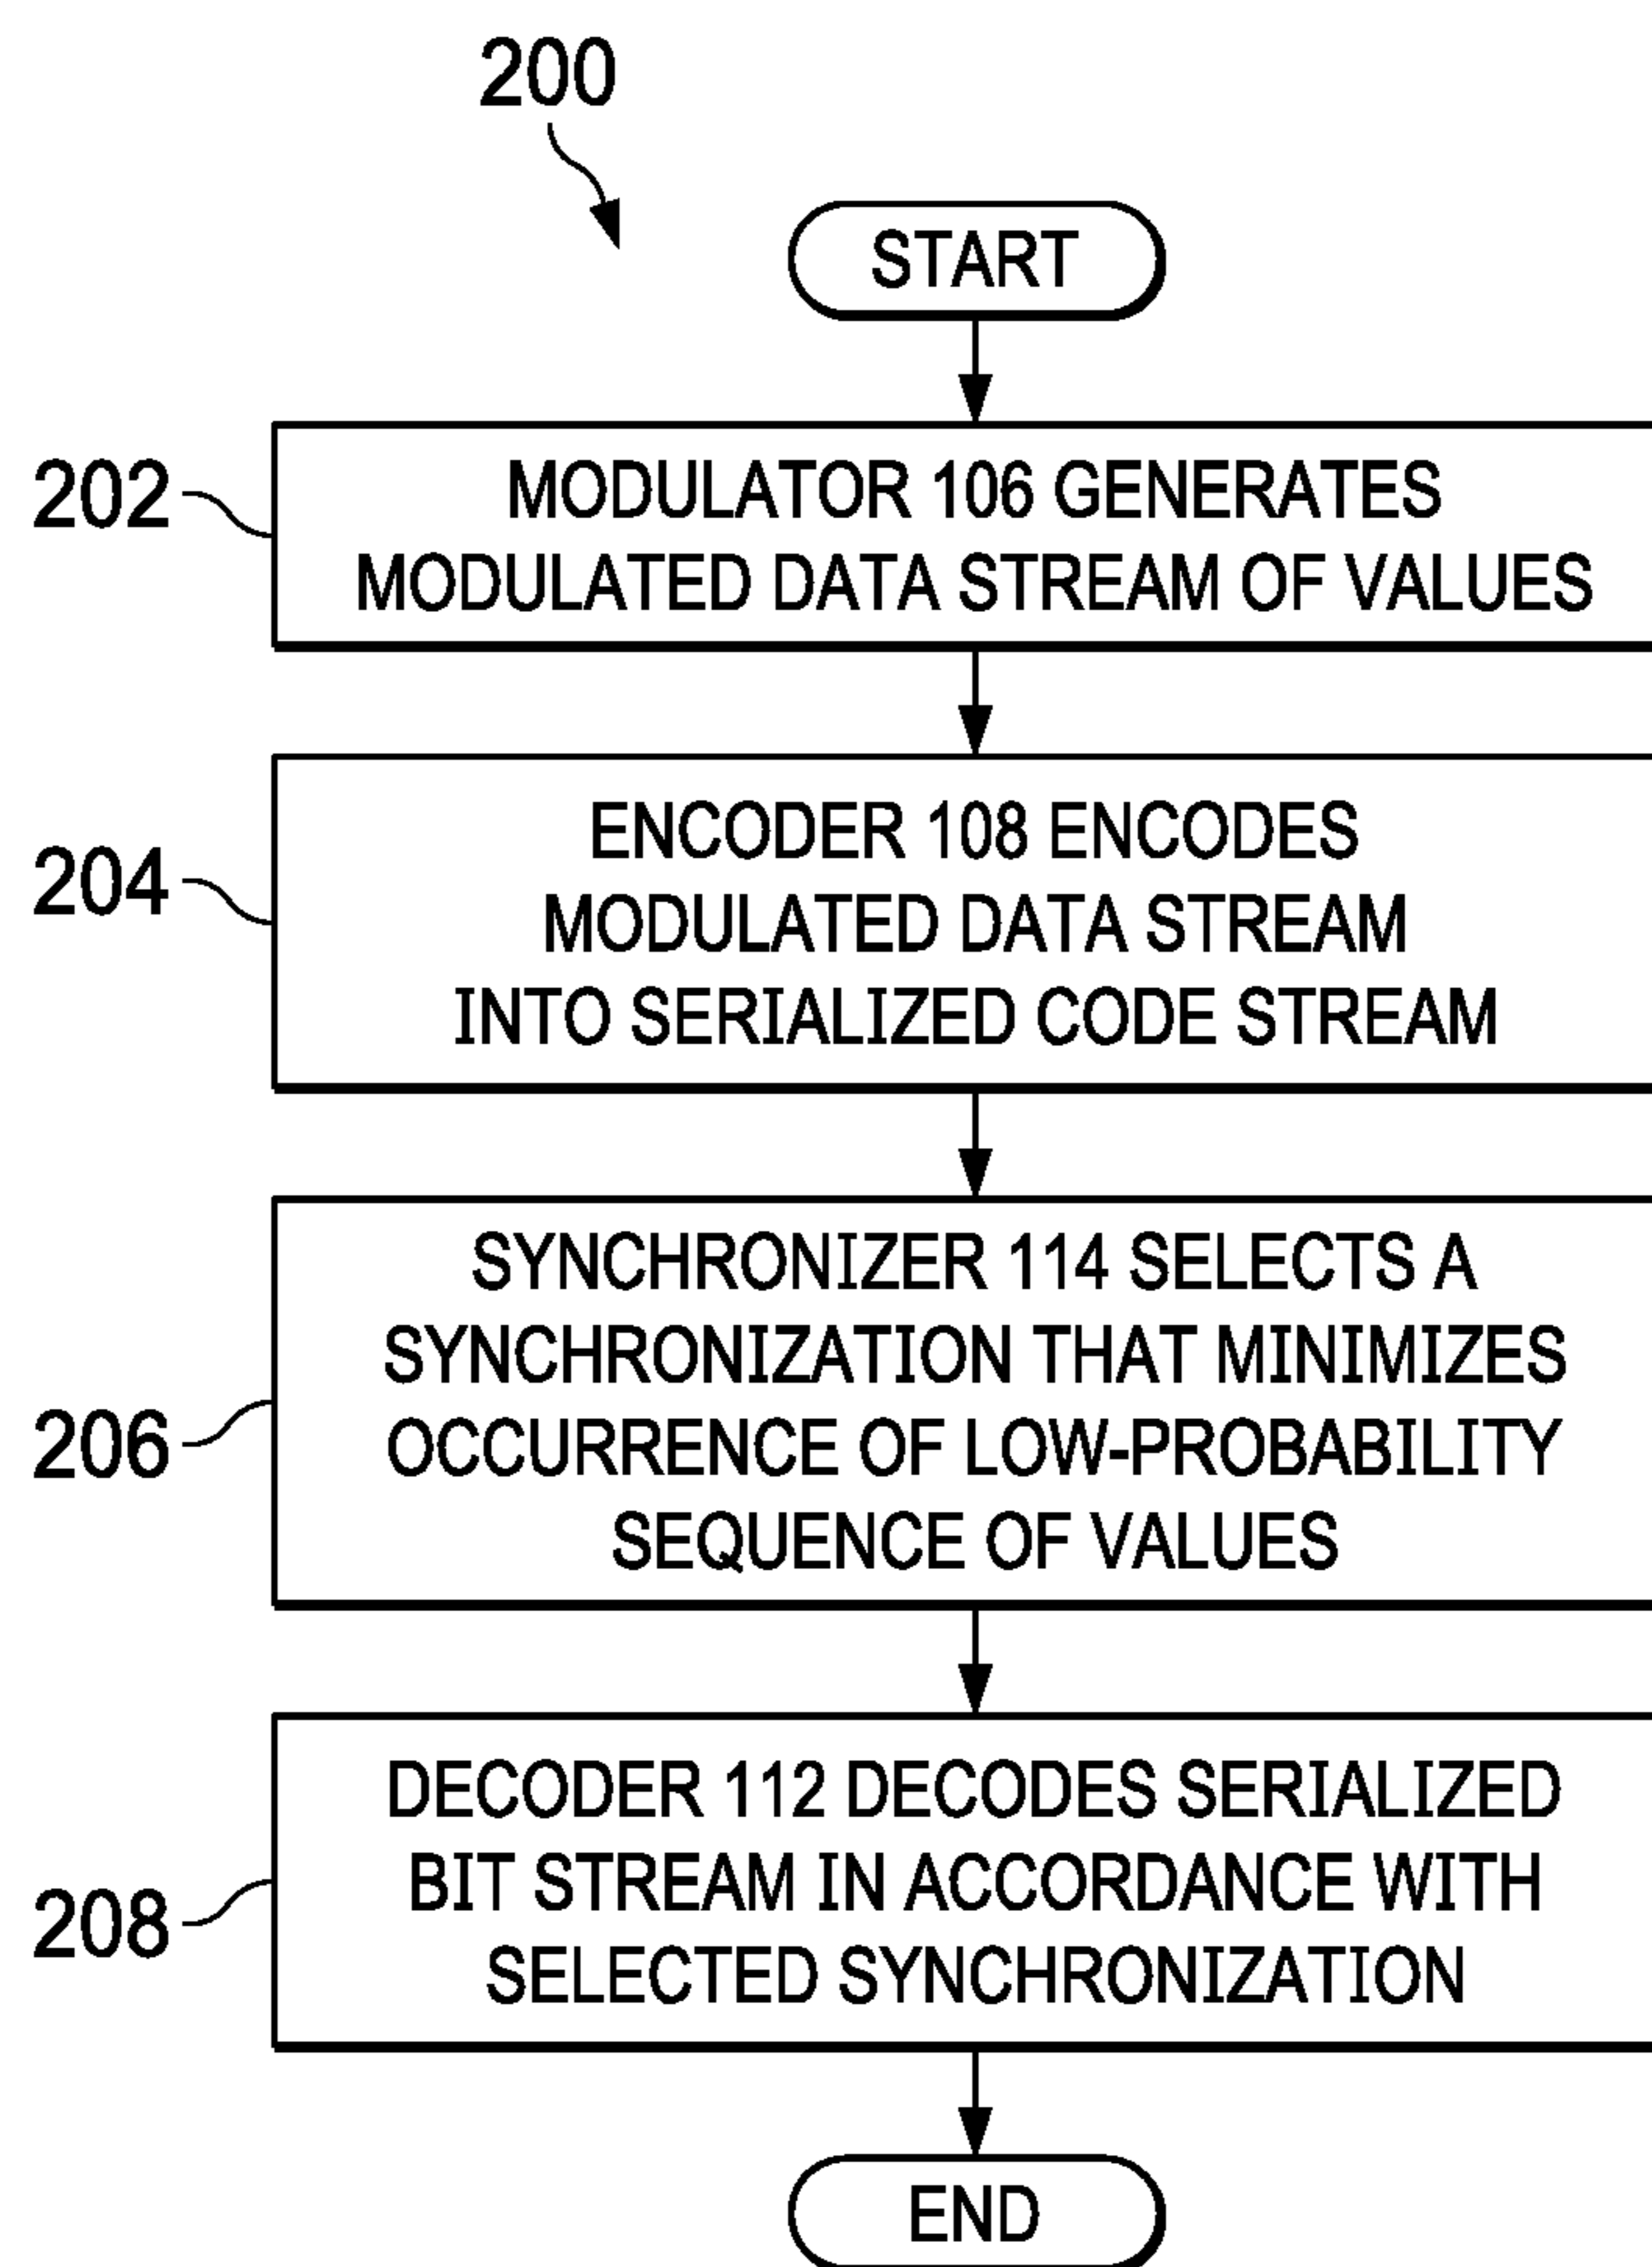 200
START
202
MODULATOR 106 GENERATES
MODULATED DATA STREAM OF VALUES
204
ENCODER 108 ENCODES
MODULATED DATA STREAM
INTO SERIALIZED CODE STREAM
206
SYNCHRONIZER 114 SELECTS A
SYNCHRONIZATION THAT MINIMIZES
OCCURRENCE OF LOW-PROBABILITY
SEQUENCE OF VALUES
208
DECODER 112 DECODES SERIALIZED
BIT STREAM IN ACCORDANCE WITH
SELECTED SYNCHRONIZATION
END